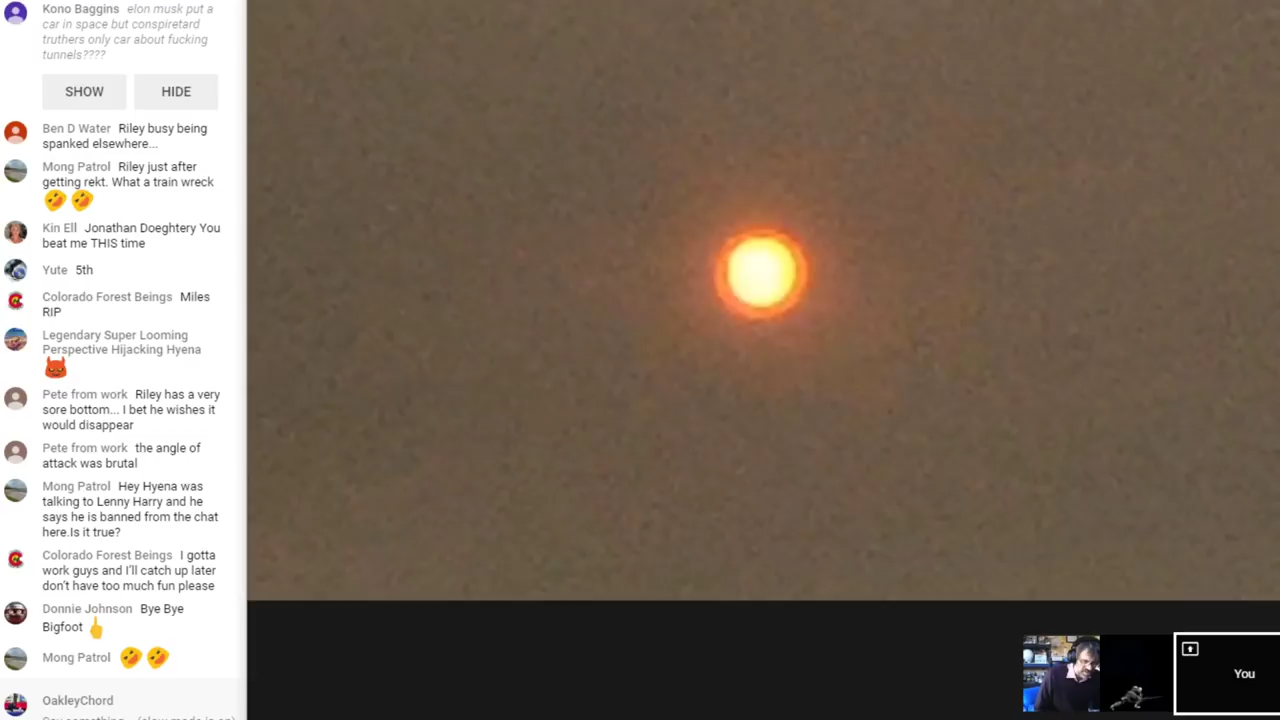 Kono Baggins elon musk put a
car in space but conspiretard
truthers only car about fucking
tunnels????
SHOW HIDE
Ben D Water Riley busy being
spanked elsewhere...
Mong Patrol Riley just after
getting rekt. What a train wreck
Kin Ell Jonathan Doeghtery You
beat me THIS time
Yute 5th
Colorado Forest Beings Miles
RIP
Legendary Super Looming
Perspective Hijacking Hyena
Pete from work Riley has a very
sore bottom... I bet he wishes it
would disappear
Pete from work the angle of
attack was brutal
Mong Patrol Hey Hyena was
talking to Lenny Harry and he
says he is banned from the chat
here.Is it true?
Colorado Forest Beings I gotta
work guys and I'll catch up later
don't have too much fun please
Donnie Johnson Bye Bye
Bigfoot
Mong Patrol
OakleyChord
Say something... (slow mode is on)
You